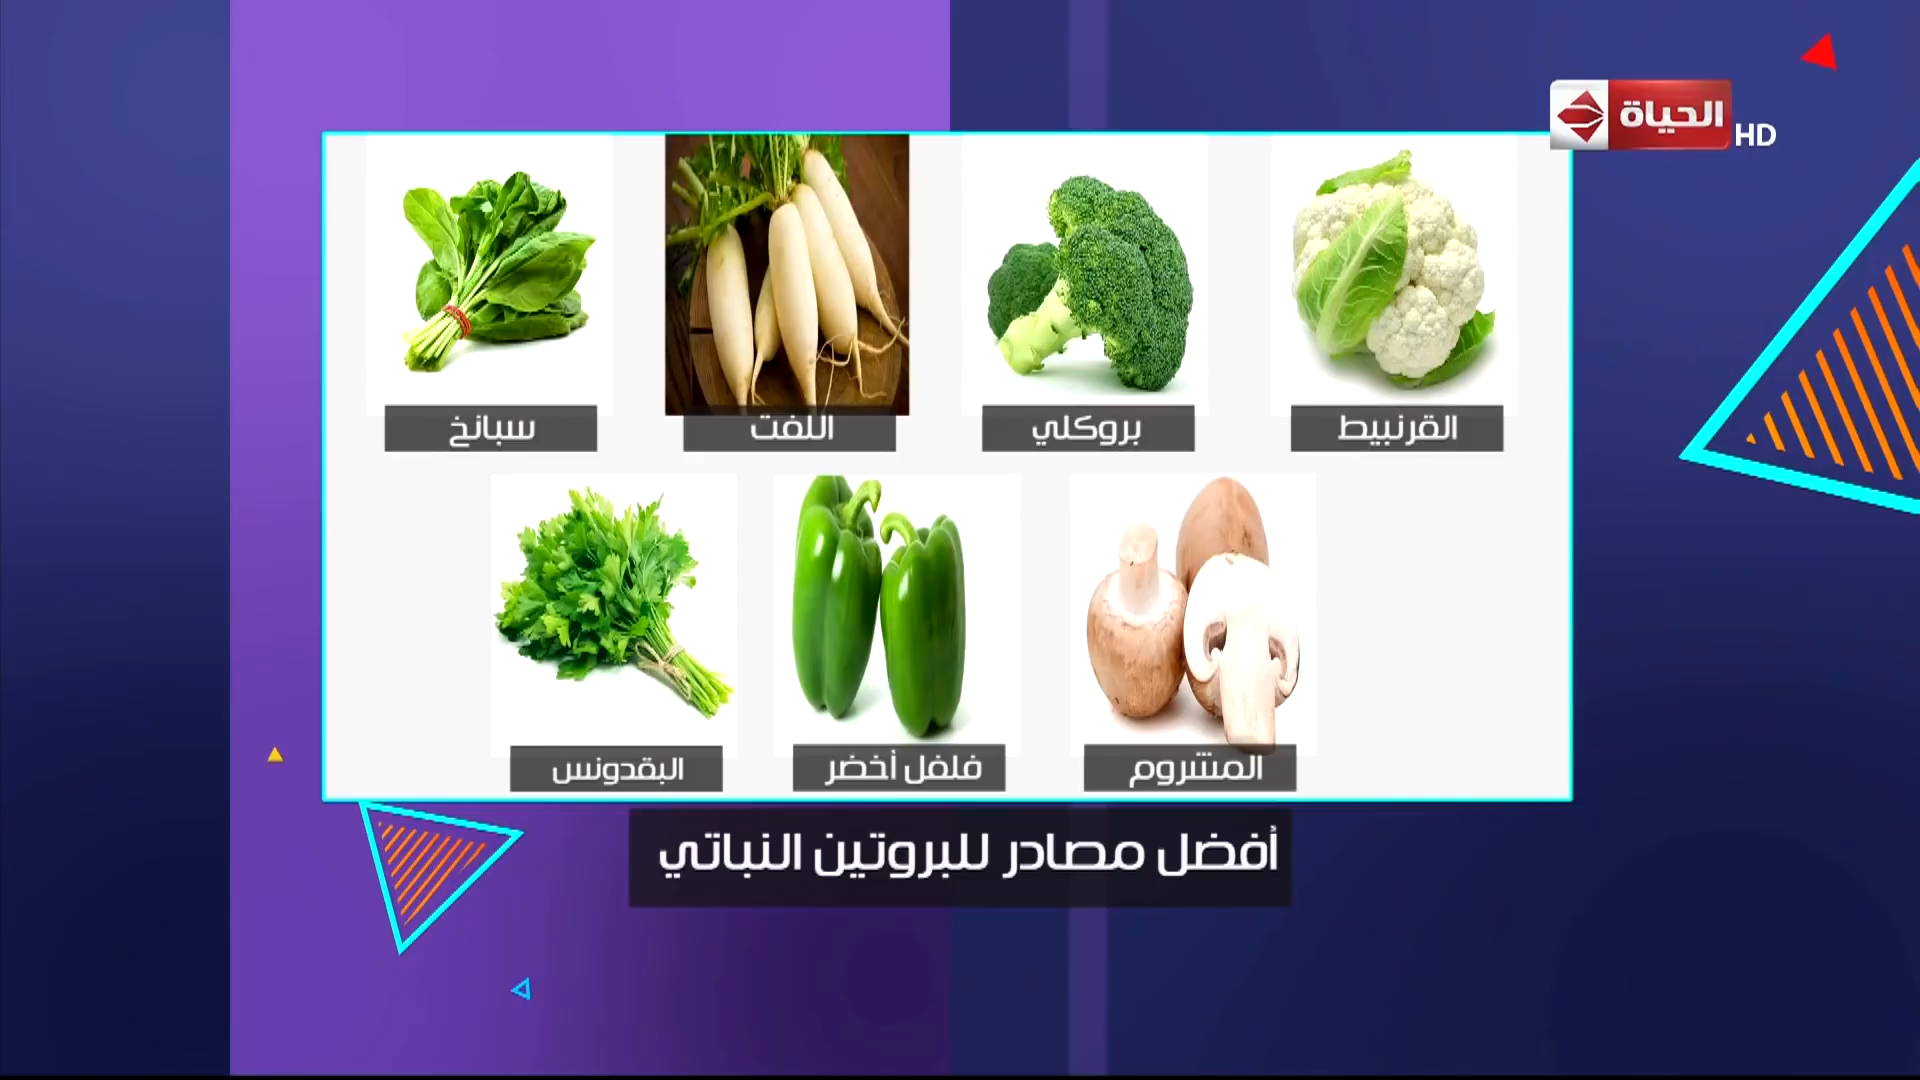 الحياة
HD
القرنبيط
بروكلي
اللفت
سبانخ
المشروم
فلفل أخضر
البقدونس
أفضل مصادر للبروتين النباتي